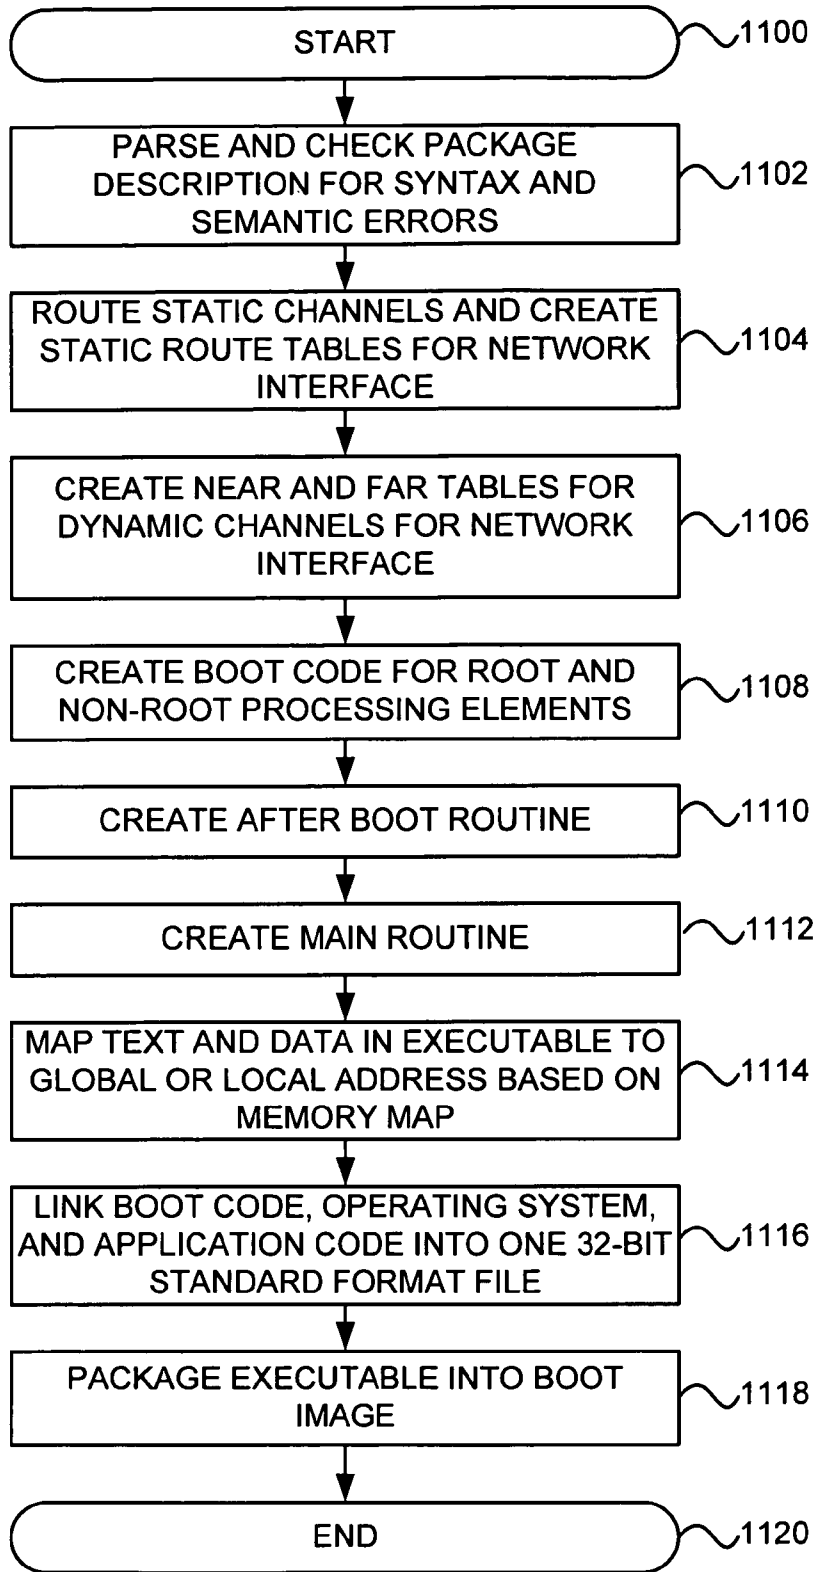 START
1100
PARSE AND CHECK PACKAGE
DESCRIPTION FOR SYNTAX AND
SEMANTIC ERRORS
1102
ROUTE STATIC CHANNELS AND CREATE
STATIC ROUTE TABLES FOR NETWORK
INTERFACE
1104
CREATE NEAR AND FAR TABLES FOR
DYNAMIC CHANNELS FOR NETWORK
INTERFACE
1106
CREATE BOOT CODE FOR ROOT AND
NON-ROOT PROCESSING ELEMENTS
1108
CREATE AFTER BOOT ROUTINE
1110
CREATE MAIN ROUTINE
1112
MAP TEXT AND DATA IN EXECUTABLE TO
GLOBAL OR LOCAL ADDRESS BASED ON
MEMORY MAP
1114
LINK BOOT CODE, OPERATING SYSTEM,
AND APPLICATION CODE INTO ONE 32-BIT
STANDARD FORMAT FILE
1116
PACKAGE EXECUTABLE INTO BOOT
IMAGE
1118
END
1120